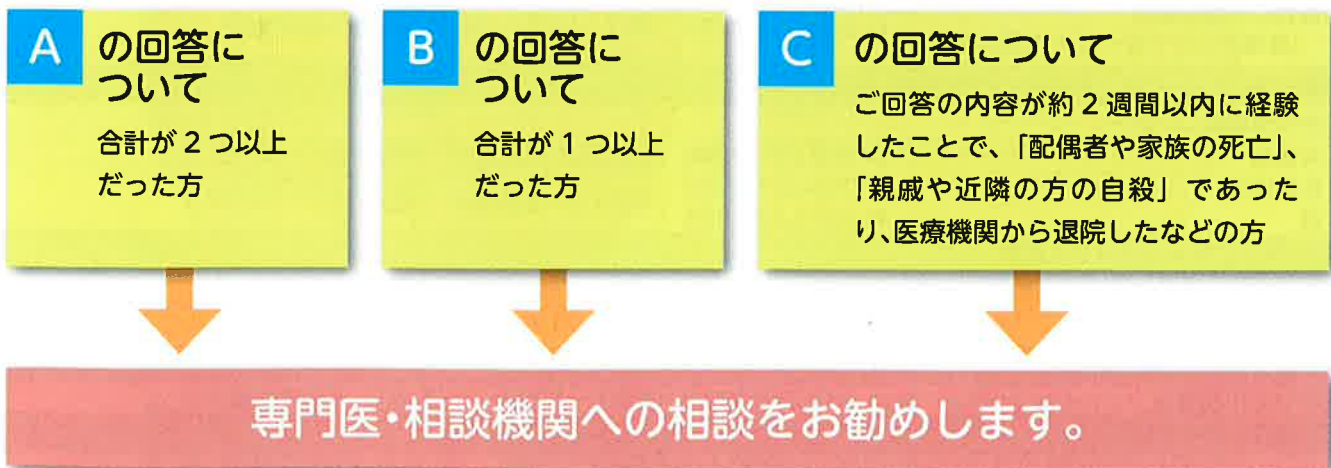 A の回答に
ついて
合計が 2 つ以上
だった方
B の回答に
ついて
合計が 1 つ以上
だった方
C の回答について
ご回答の内容が約 2 週間以内に経験
したことで、「配偶者や家族の死亡」、
「親戚や近隣の方の自殺」であった
り、医療機関から退院したなどの方
専門医・相談機関への相談をお勧めします。